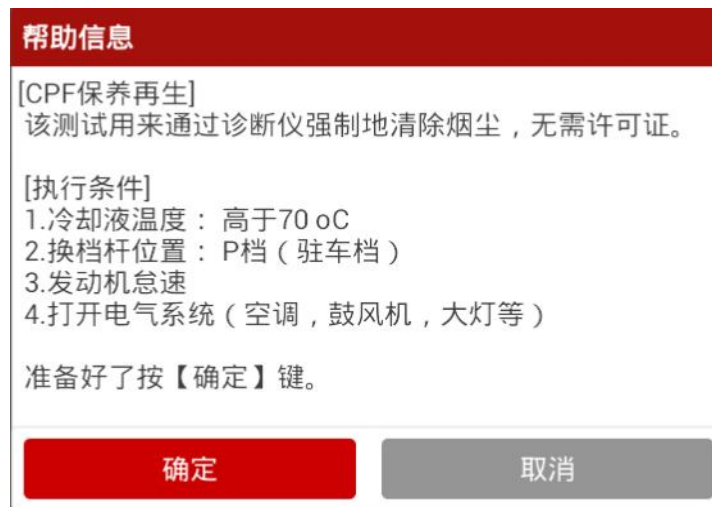 帮助信息
[CPF保养再生]
该测试用来通过诊断仪强制地清除烟尘，无需许可证。
[执行条件]
1.冷却液温度： 高于70 oC
2.换档杆位置： P档（驻车档）
3.发动机怠速
4.打开电气系统（空调，鼓风机，大灯等）
准备好了按【确定】键。
确定
取消